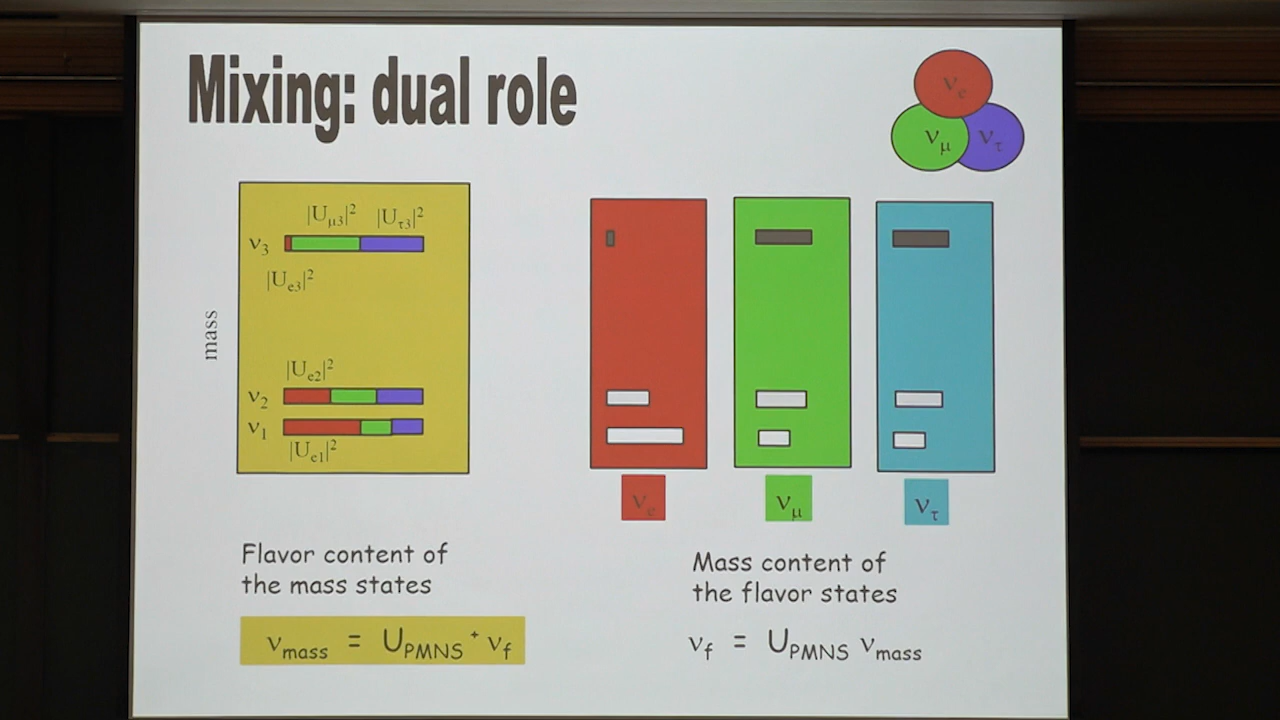 Mixing: dual role
νe
νμ ντ
|Uμ3|² |Uτ3|²
ν3
|Ue3|²
mass
|Ue2|²
ν2
ν1
|Ue1|²
νe νμ ντ
Flavor content of
the mass states
Mass content of
the flavor states
νmass = UPMNS⁺ νf
νf = UPMNS νmass